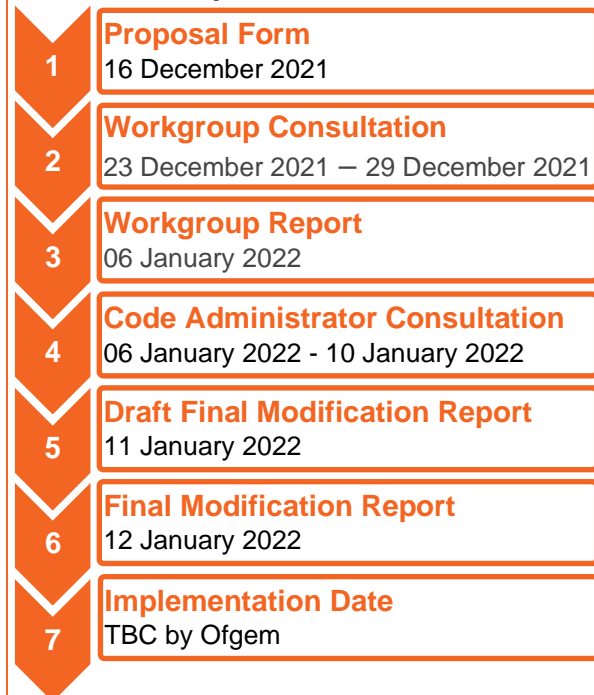 1
Proposal Form
16 December 2021
2
Workgroup Consultation
23 December 2021 – 29 December 2021
3
Workgroup Report
06 January 2022
4
Code Administrator Consultation
06 January 2022 - 10 January 2022
5
Draft Final Modification Report
11 January 2022
6
Final Modification Report
12 January 2022
7
Implementation Date
TBC by Ofgem